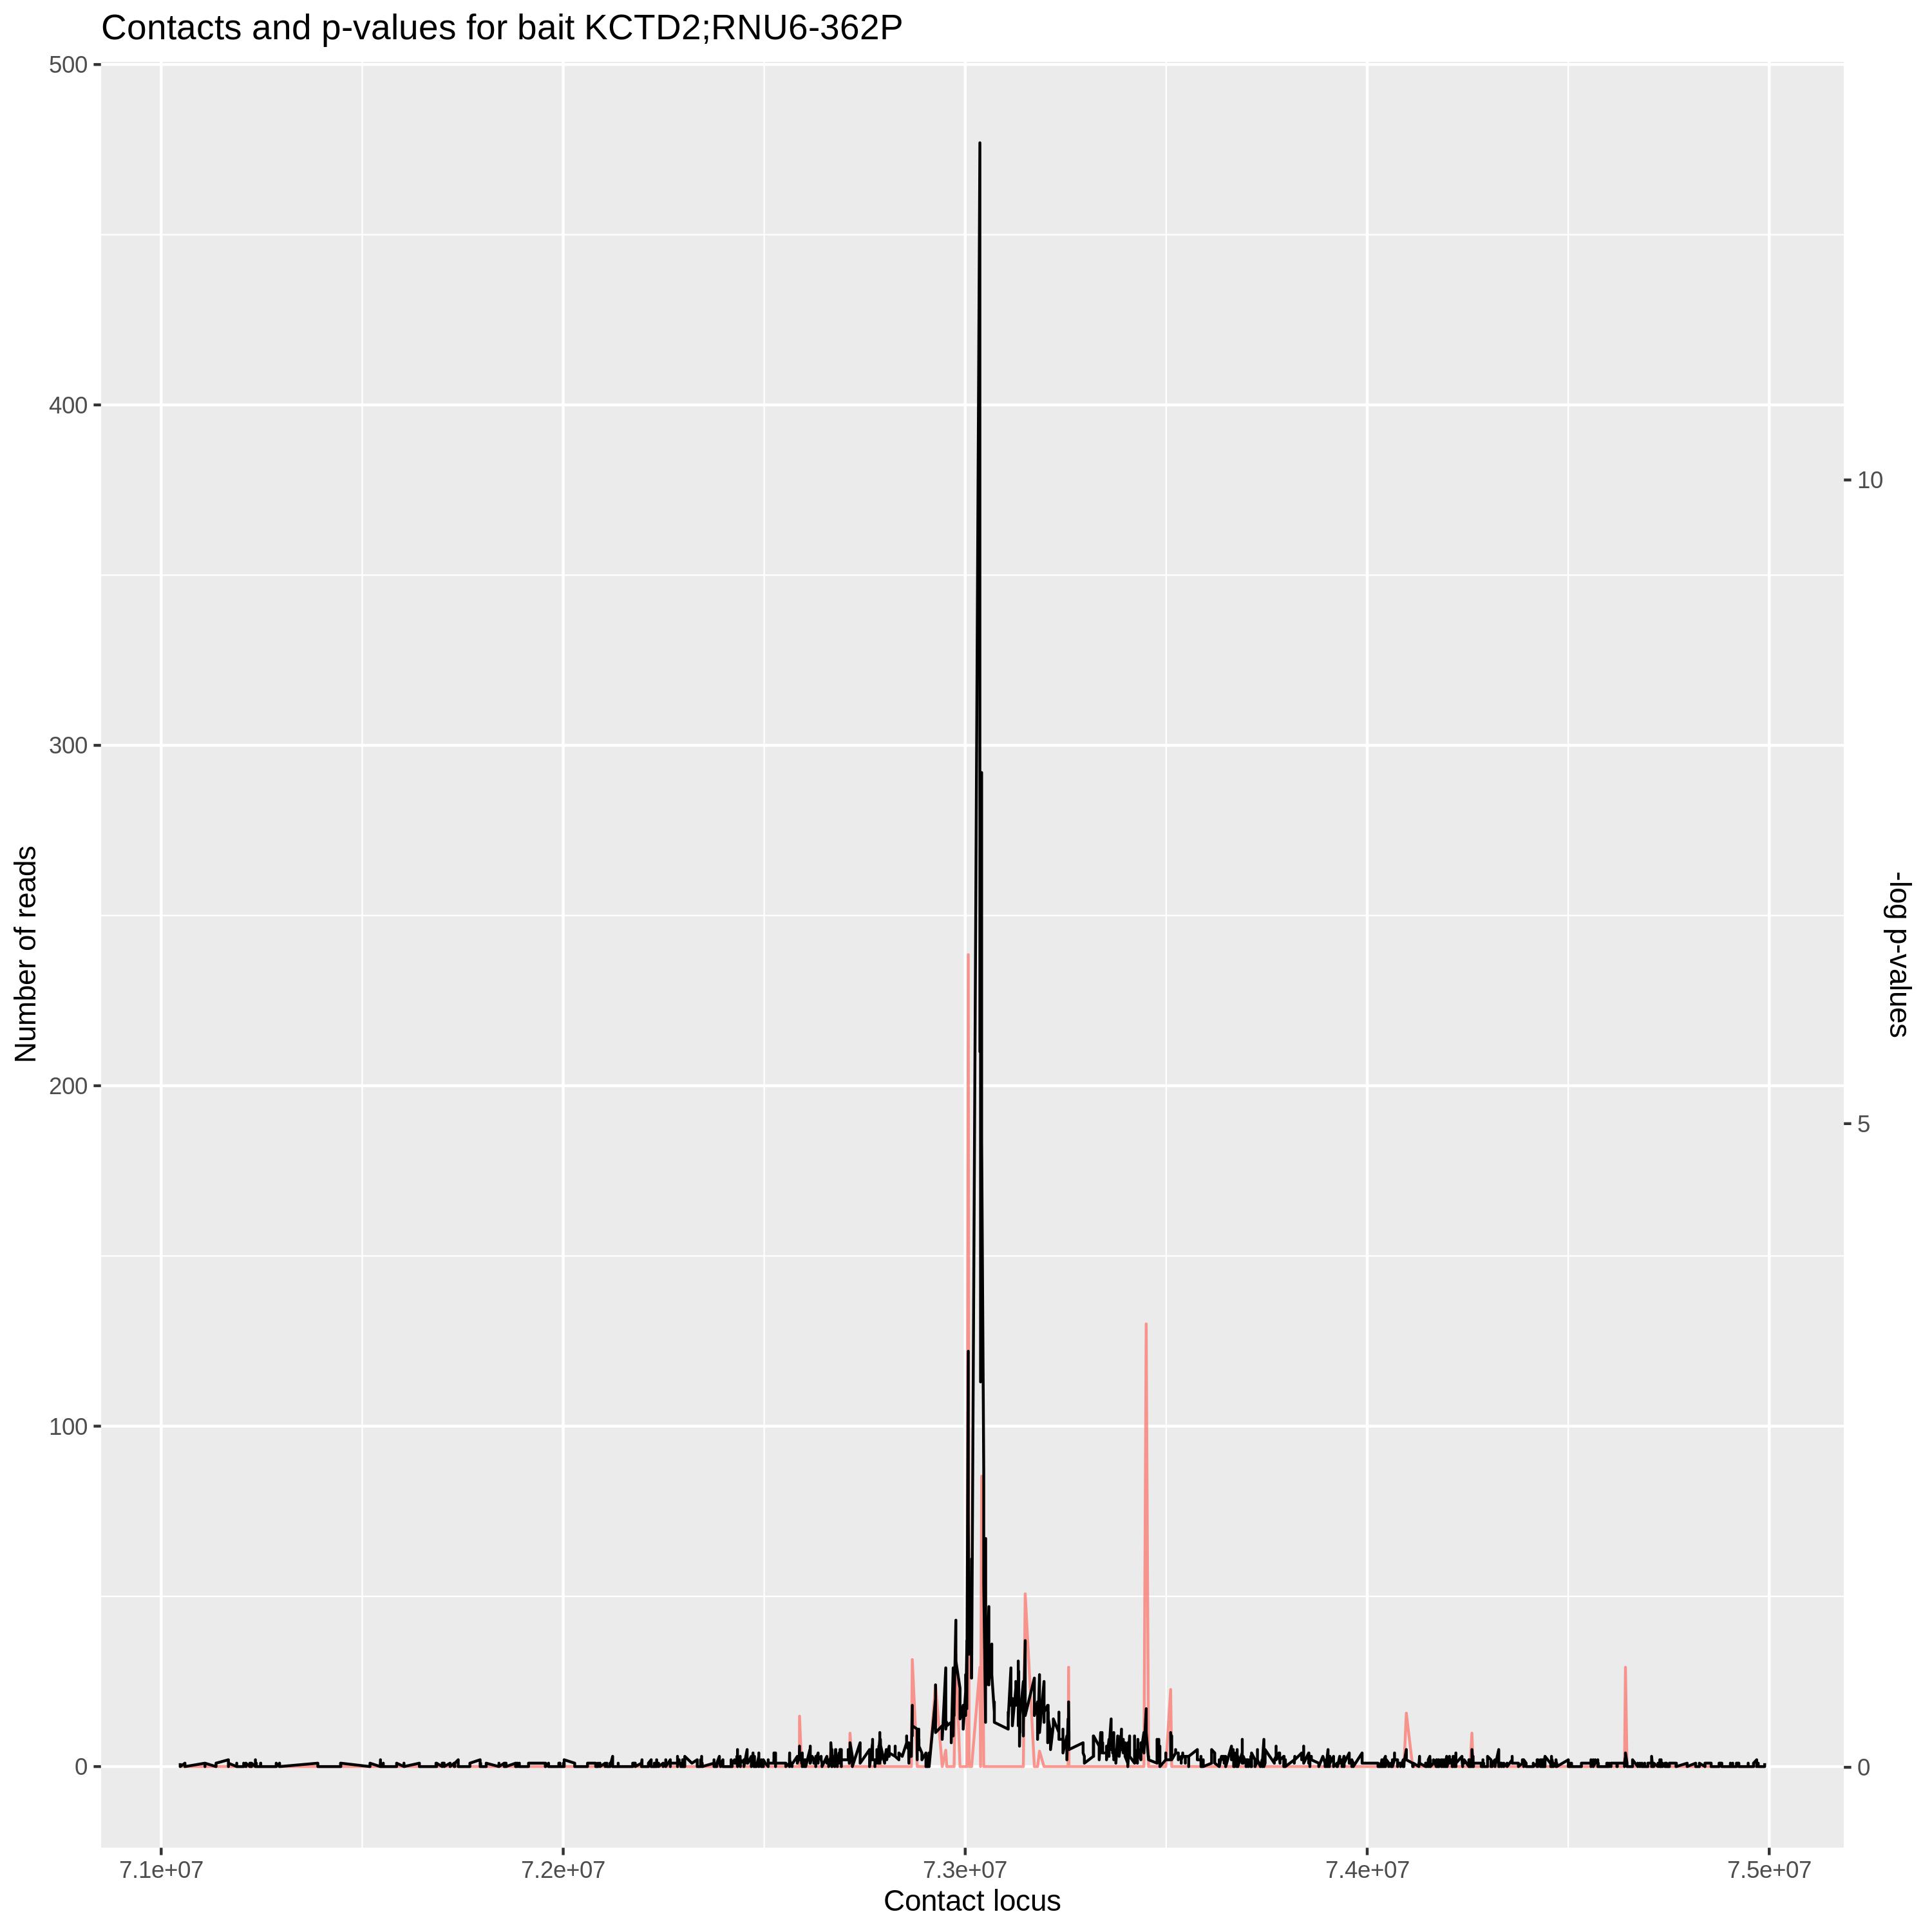 Contacts and p-values for bait KCTD2;RNU6-362P
500
400
300
200
100
0
Number of reads
10
5
0
-log p-values
7.1e+07
7.2e+07
7.3e+07
7.4e+07
7.5e+07
Contact locus